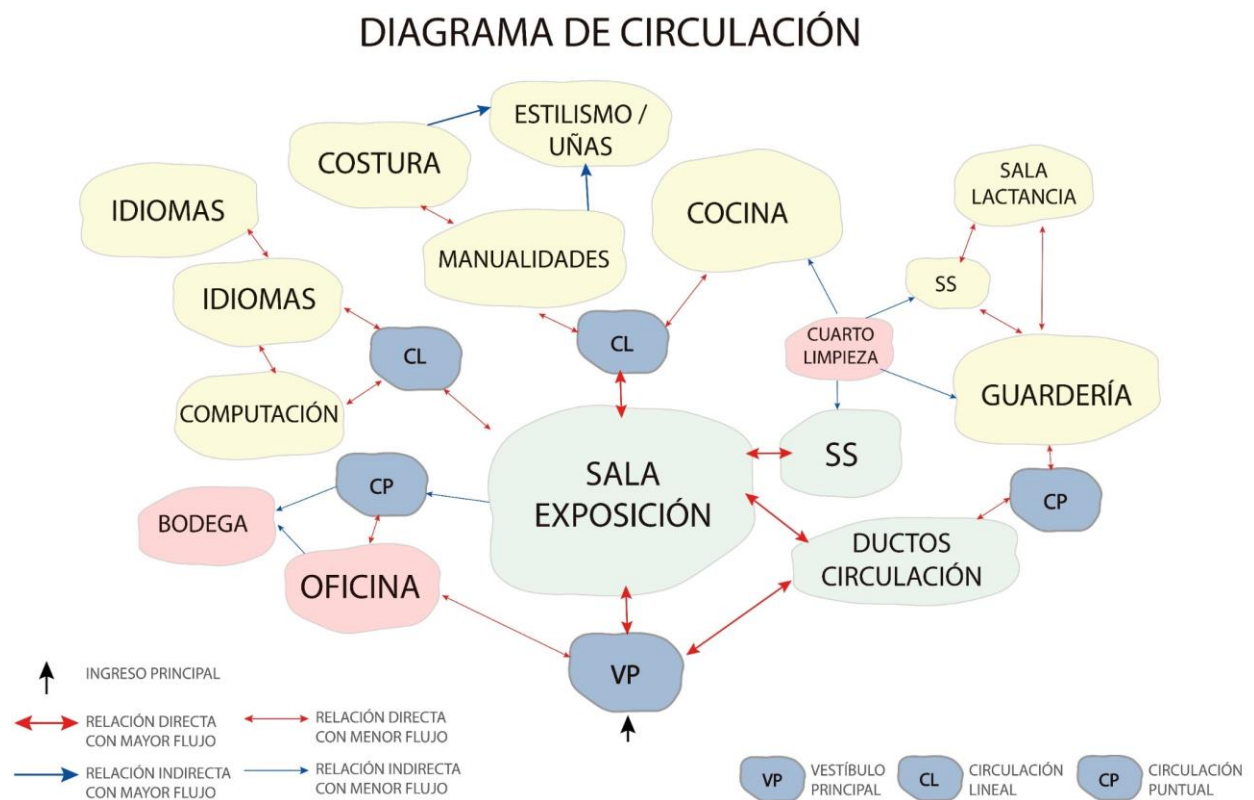 DIAGRAMA DE CIRCULACIÓN
ESTILISMO /
UÑAS
COSTURA
SALA
LACTANCIA
IDIOMAS
COCINA
MANUALIDADES
SS
IDIOMAS
CL
CL
CUARTO
LIMPIEZA
GUARDERÍA
COMPUTACIÓN
SALA
EXPOSICIÓN
SS
CP
CP
BODEGA
DUCTOS
CIRCULACIÓN
OFICINA
VP
INGRESO PRINCIPAL
RELACIÓN DIRECTA
CON MAYOR FLUJO
RELACIÓN DIRECTA
CON MENOR FLUJO
RELACIÓN INDIRECTA
CON MAYOR FLUJO
RELACIÓN INDIRECTA
CON MENOR FLUJO
VP
VESTÍBULO
PRINCIPAL
CL
CIRCULACIÓN
LINEAL
CP
CIRCULACIÓN
PUNTUAL